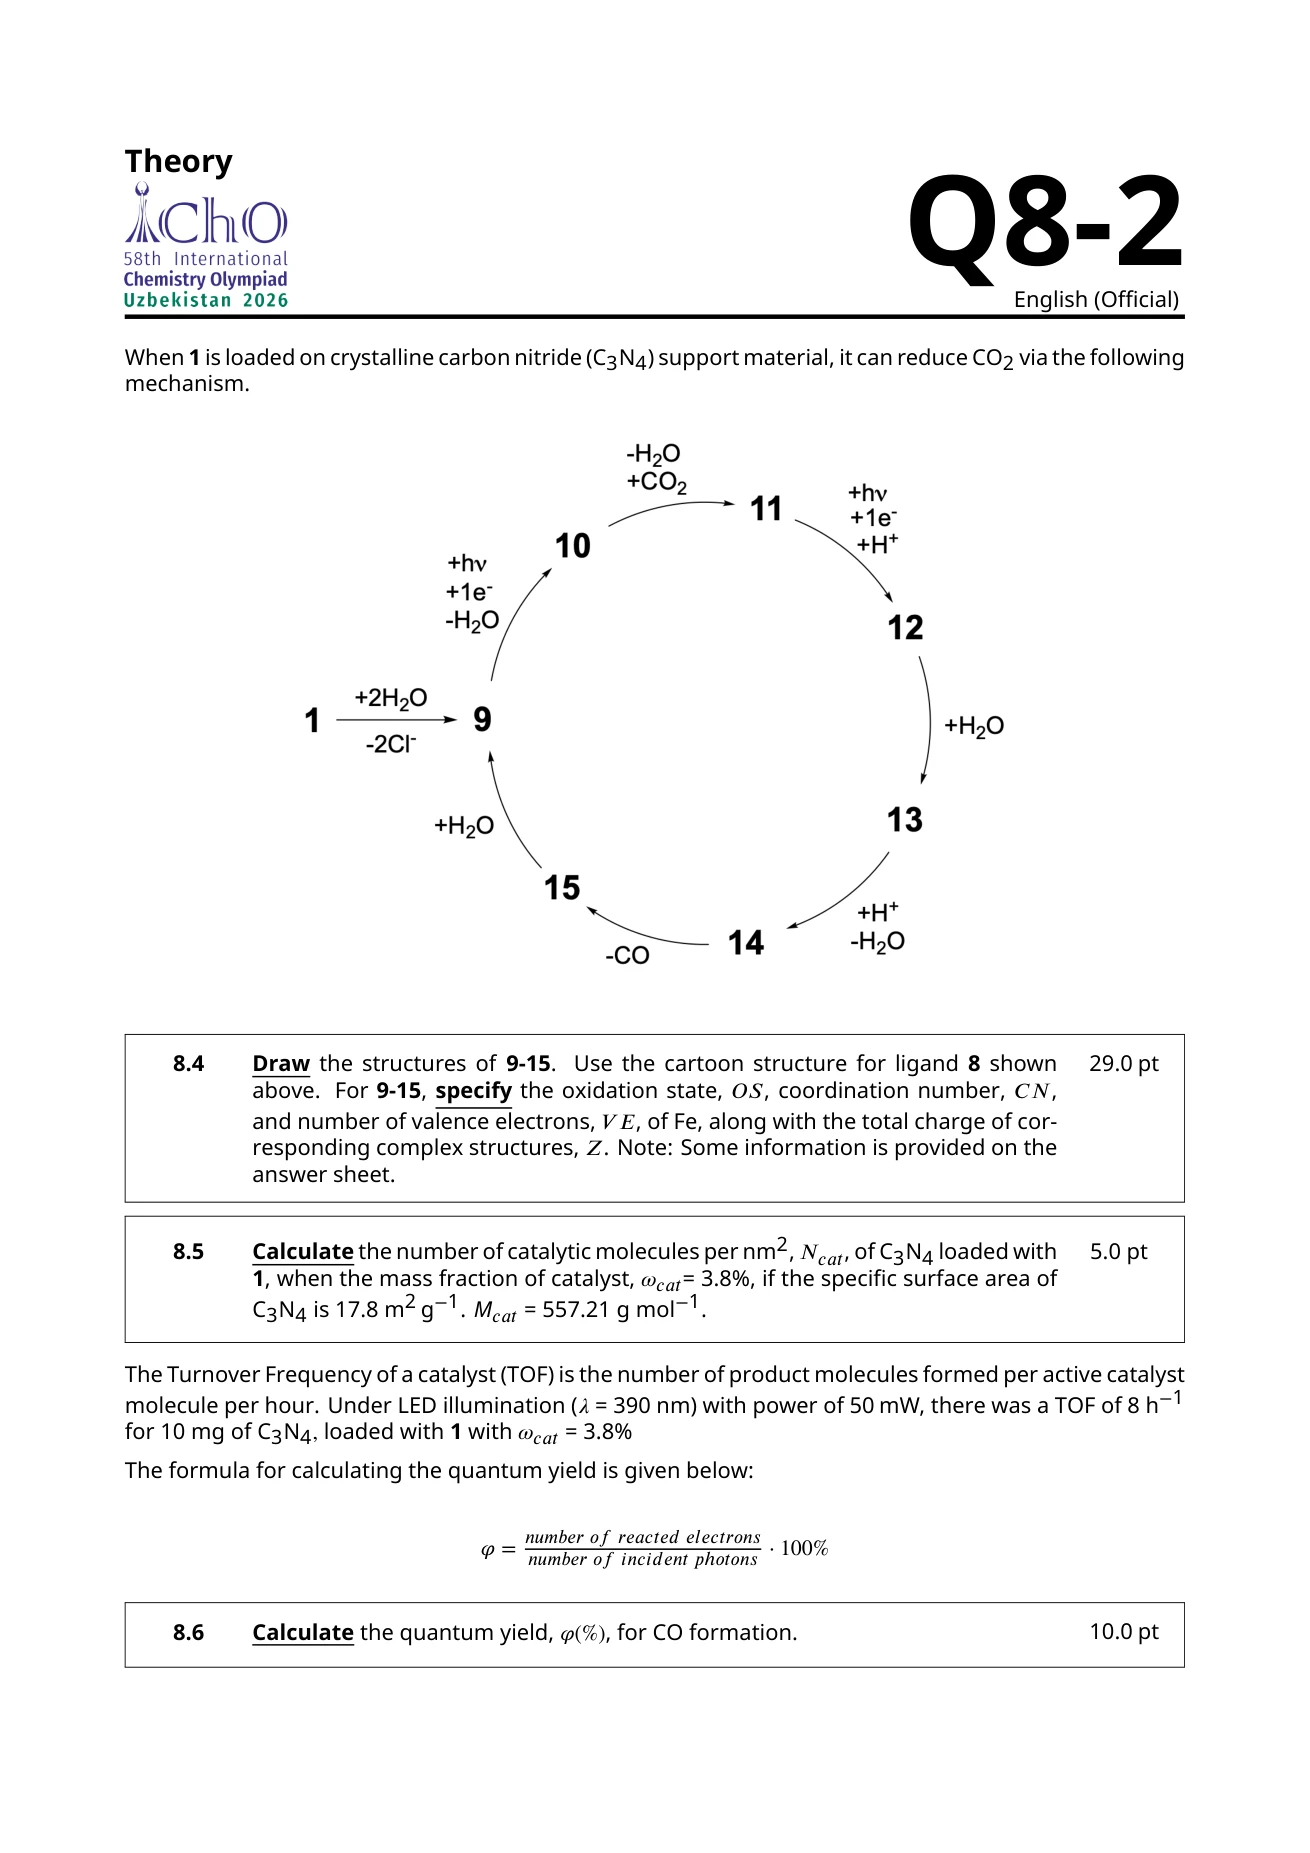 Theory
ichO
58th International
Chemistry Olympiad
Uzbekistan 2026
Q8-2
English (Official)
When 1 is loaded on crystalline carbon nitride (C₃N₄) support material, it can reduce CO₂ via the following
mechanism.
-H₂O
+CO₂
11
+hν
+1e⁻
+H⁺
10
+hν
+1e⁻
-H₂O
12
1
+2H₂O
-2Cl⁻
9
+H₂O
13
+H₂O
15
+H⁺
-H₂O
14
-CO
8.4 Draw the structures of 9-15. Use the cartoon structure for ligand 8 shown 29.0 pt
above. For 9-15, specify the oxidation state, OS, coordination number, CN,
and number of valence electrons, VE, of Fe, along with the total charge of cor-
responding complex structures, Z. Note: Some information is provided on the
answer sheet.
8.5 Calculate the number of catalytic molecules per nm², N_cat, of C₃N₄ loaded with 5.0 pt
1, when the mass fraction of catalyst, ω_cat= 3.8%, if the specific surface area of
C₃N₄ is 17.8 m² g⁻¹. M_cat = 557.21 g mol⁻¹.
The Turnover Frequency of a catalyst (TOF) is the number of product molecules formed per active catalyst
molecule per hour. Under LED illumination (λ = 390 nm) with power of 50 mW, there was a TOF of 8 h⁻¹
for 10 mg of C₃N₄, loaded with 1 with ω_cat = 3.8%
The formula for calculating the quantum yield is given below:
φ = number of reacted electrons / number of incident photons · 100%
8.6 Calculate the quantum yield, φ(%), for CO formation. 10.0 pt